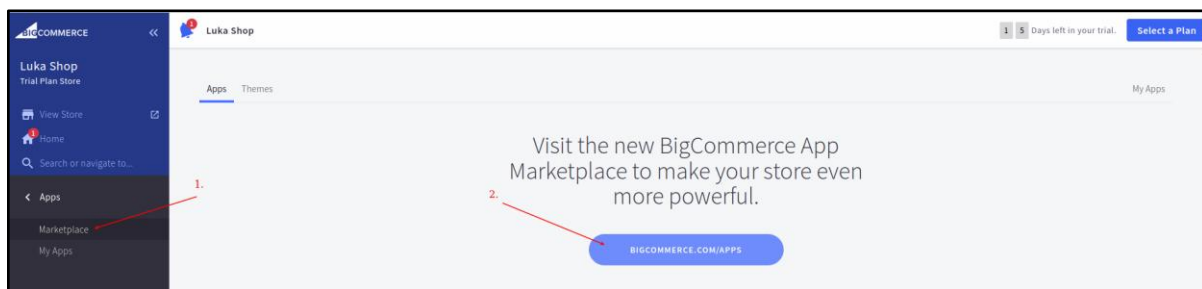 BIGCOMMERCE
Luka Shop
Trial Plan Store
View Store
1
Home
Search or navigate to...
Apps
Marketplace
My Apps
1
Luka Shop
1 5 Days left in your trial.
Select a Plan
Apps Themes
My Apps
Visit the new BigCommerce App
Marketplace to make your store even
more powerful.
1.
2.
BIGCOMMERCE.COM/APPS